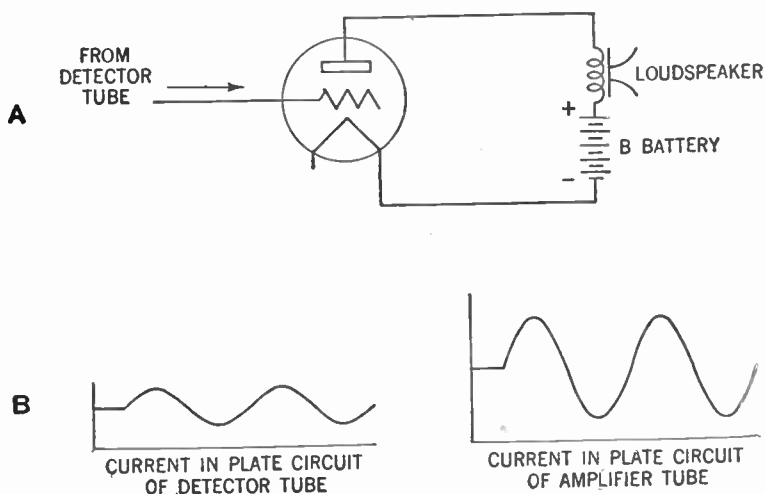 A
FROM
DETECTOR
TUBE
LOUDSPEAKER
+
B BATTERY
-
B
CURRENT IN PLATE CIRCUIT
OF DETECTOR TUBE
CURRENT IN PLATE CIRCUIT
OF AMPLIFIER TUBE